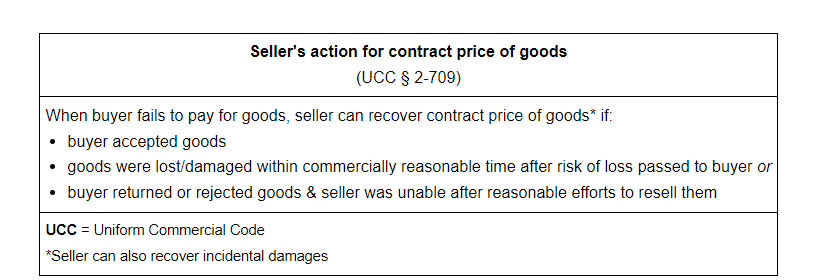 Seller's action for contract price of goods
(UCC § 2-709)
When buyer fails to pay for goods, seller can recover contract price of goods* if:
• buyer accepted goods
• goods were lost/damaged within commercially reasonable time after risk of loss passed to buyer or
• buyer returned or rejected goods & seller was unable after reasonable efforts to resell them
UCC = Uniform Commercial Code
*Seller can also recover incidental damages